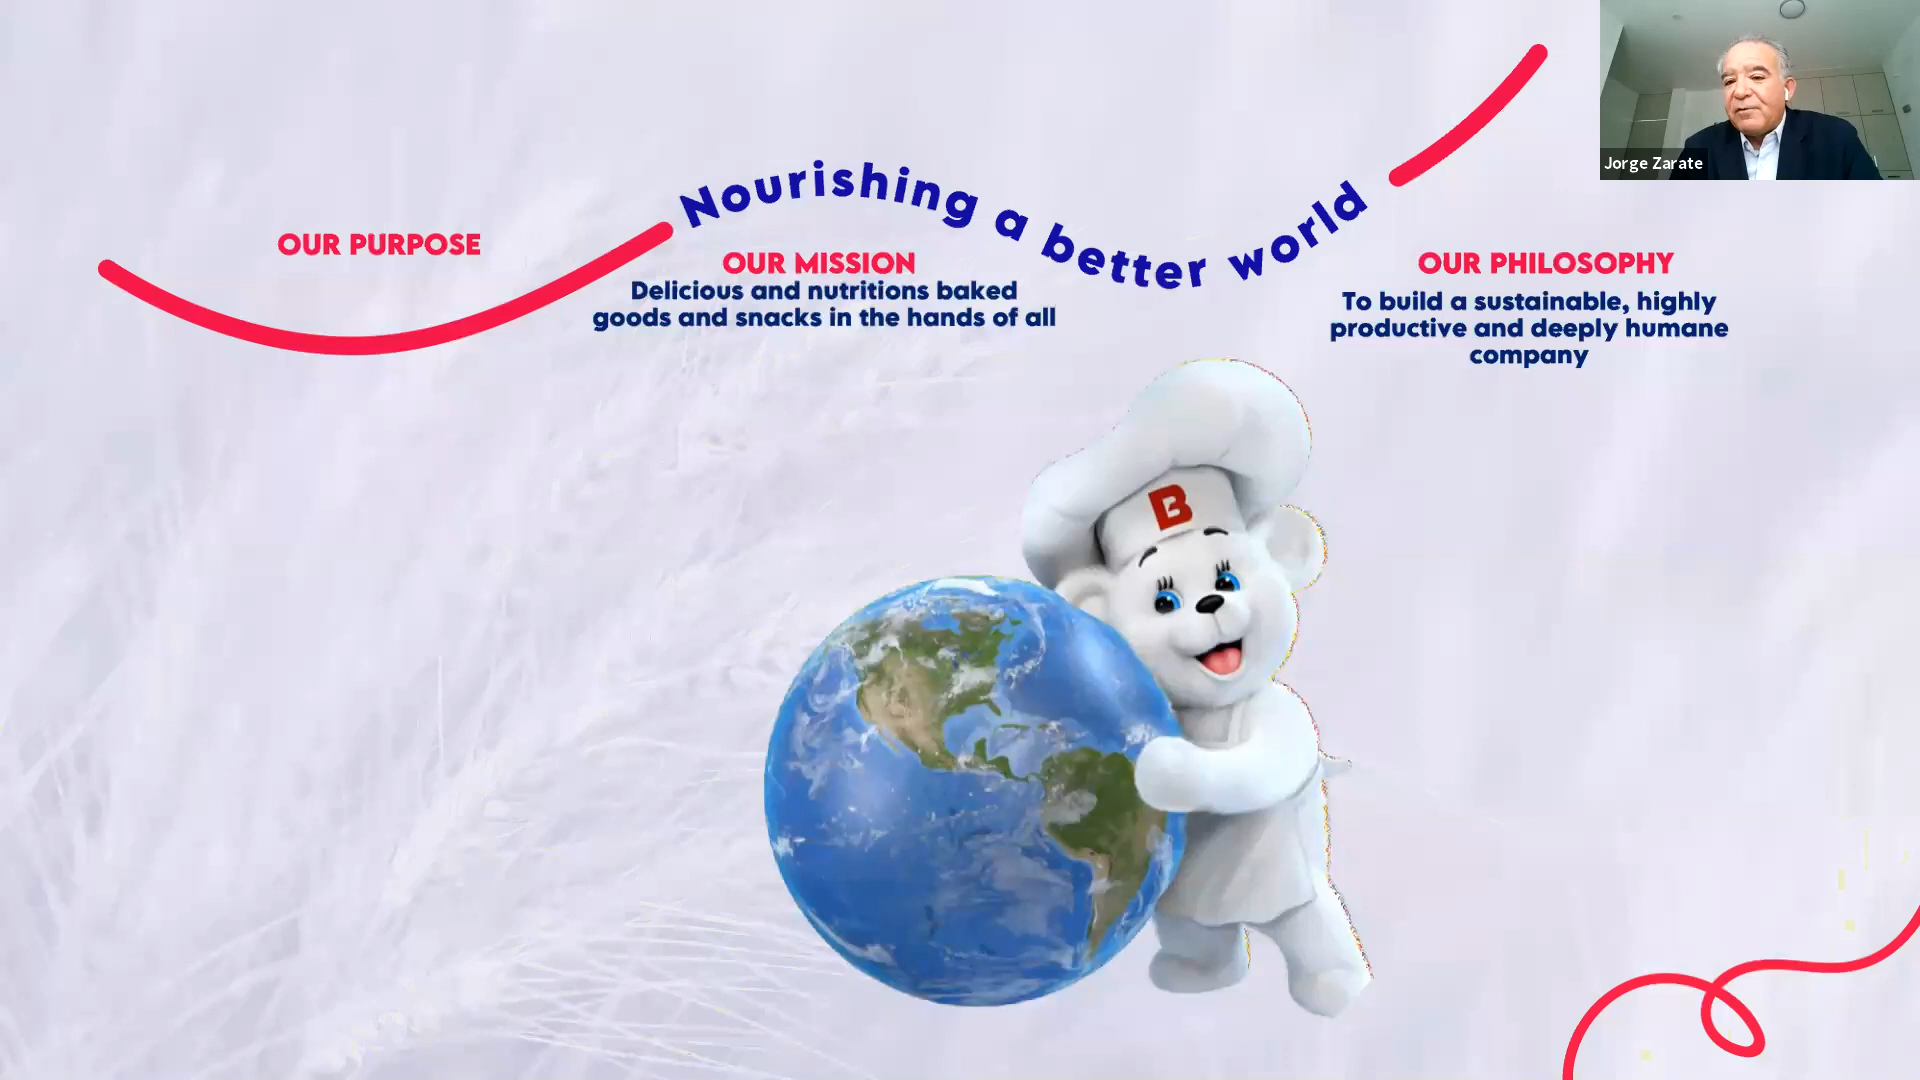 Jorge Zarate
Nourishing a better world
OUR PURPOSE
OUR MISSION
Delicious and nutritions baked
goods and snacks in the hands of all
OUR PHILOSOPHY
To build a sustainable, highly
productive and deeply humane
company
B